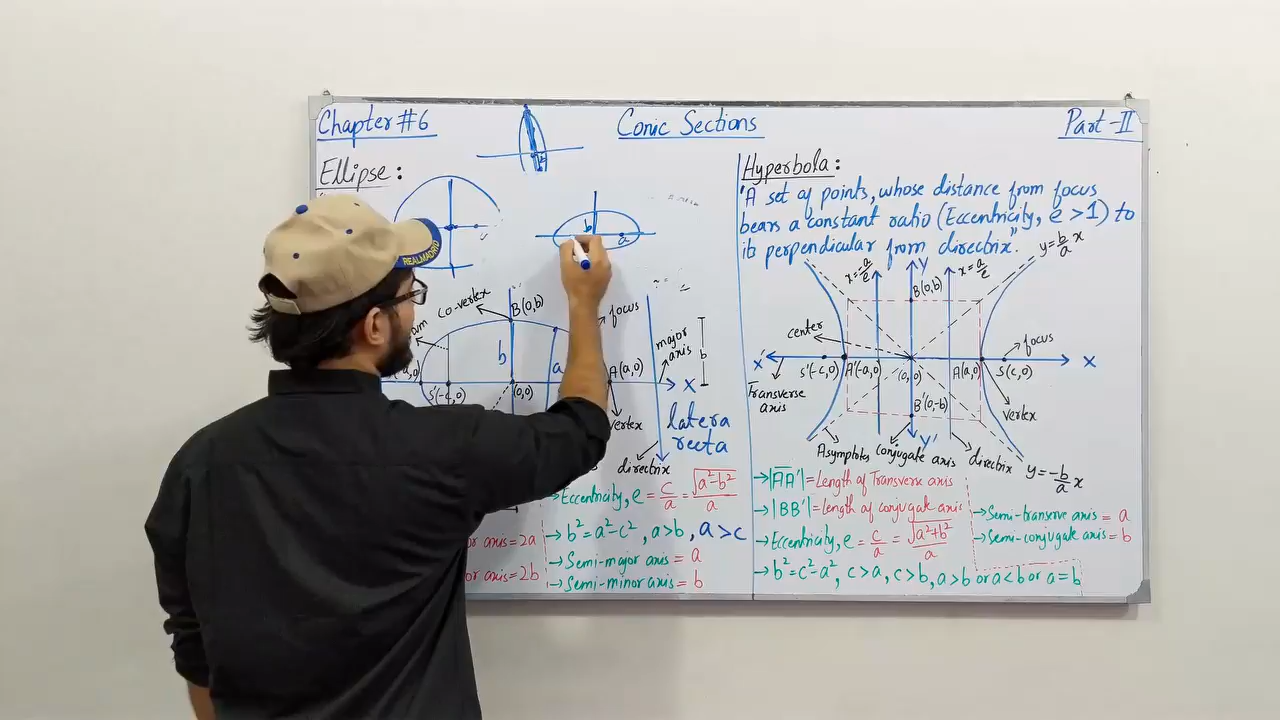 Chapter #6
Conic Sections
Part-II
Ellipse:
b
a
REALMADRID
co-vertex
B(0,b)
focus
b
a
major
axis
b
S'(-c,0)
(0,0)
A(a,0)
X
vertex
latera
recta
directrix
→Eccentricity, e = c/a = √a²-b²/a
→b²=a²-c², a>b, a>c
→Semi-major axis = a
→Semi-minor axis = b
or axis=2a
or axis=2b
Hyperbola:
"A set of points, whose distance from focus
bears a constant ratio (Eccentricity, e >1) to
its perpendicular from directrix".
y=b/a x
x=-a/e
Y
x=a/e
B(0,b)
center
focus
X'
S'(-c,0)
A'(-a,0)
(0,0)
A(a,0)
S(c,0)
X
Transverse
axis
B'(0,-b)
vertex
Y'
Asymptotes
conjugate axis
directrix
y=-b/a x
→|AA'|=Length of Transverse axis
→|BB'|=length of conjugate axis
→Eccentricity, e = c/a = √a²+b²/a
→b²=c²-a², c>a, c>b, a>b or a<b or a=b
→Semi-transverse axis = a
→Semi-conjugate axis = b